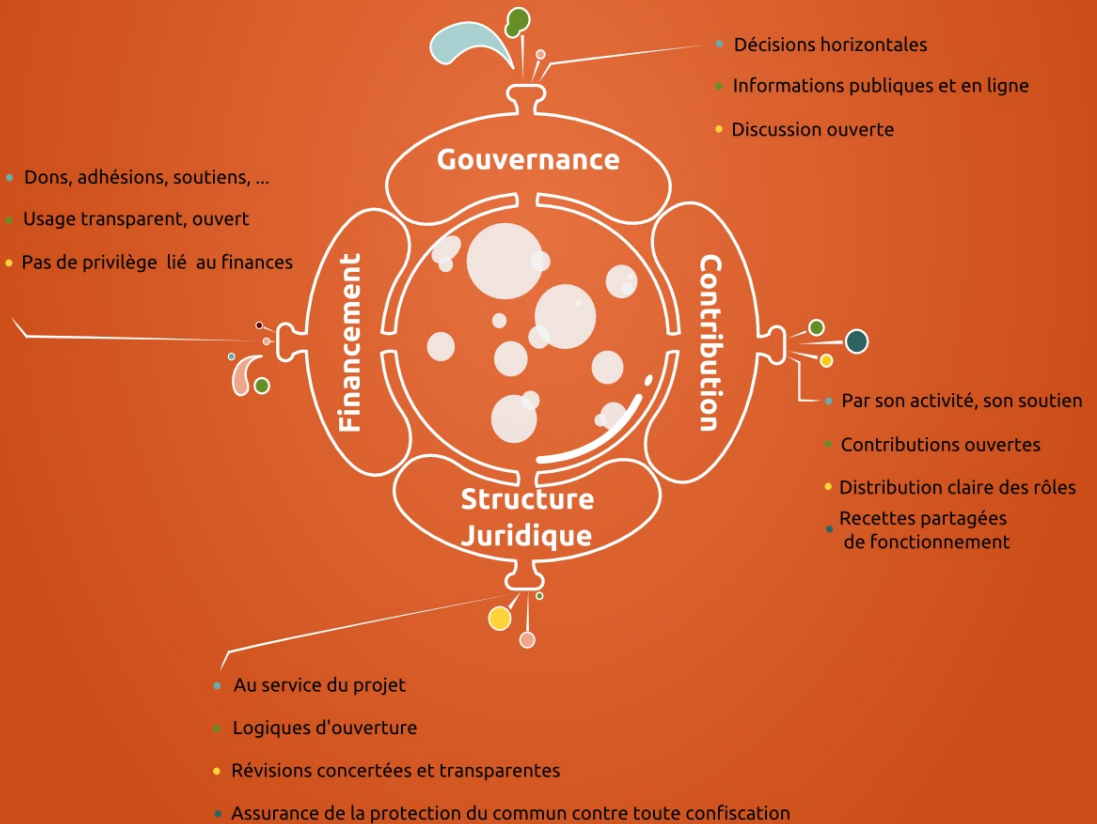 Décisions horizontales
Informations publiques et en ligne
Discussion ouverte
Gouvernance
Dons, adhésions, soutiens, ...
Usage transparent, ouvert
Pas de privilège lié au finances
Financement
Contribution
Par son activité, son soutien
Contributions ouvertes
Distribution claire des rôles
Recettes partagées
de fonctionnement
Structure
Juridique
Au service du projet
Logiques d'ouverture
Révisions concertées et transparentes
Assurance de la protection du commun contre toute confiscation